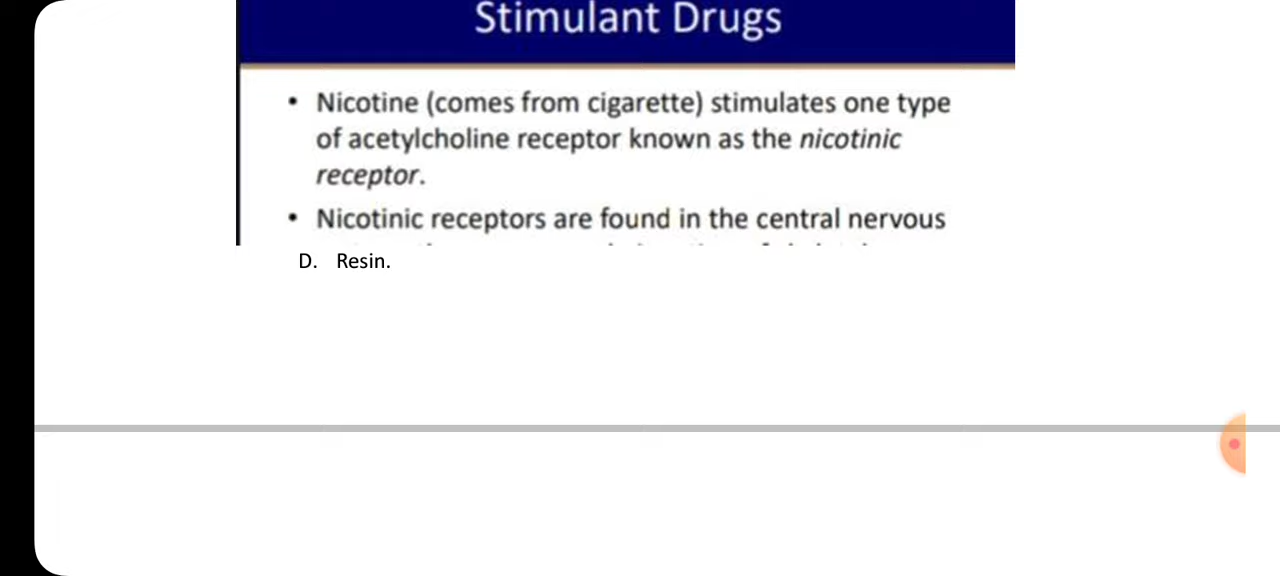 Stimulant Drugs
• Nicotine (comes from cigarette) stimulates one type
of acetylcholine receptor known as the nicotinic
receptor.
• Nicotinic receptors are found in the central nervous
D. Resin.